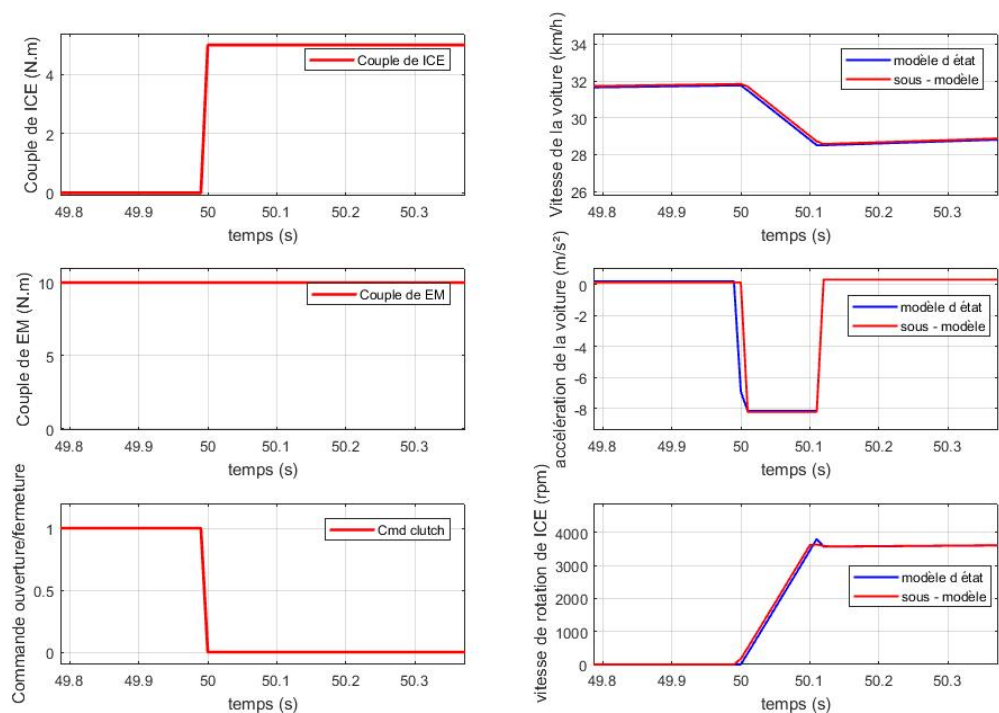 Couple de ICE (N.m)
4
2
0
Couple de ICE
49.8 49.9 50 50.1 50.2 50.3
temps (s)
Vitesse de la voiture (km/h)
34
32
30
28
26
modèle d état
sous - modèle
49.8 49.9 50 50.1 50.2 50.3
temps (s)
Couple de EM (N.m)
10
5
0
Couple de EM
49.8 49.9 50 50.1 50.2 50.3
temps (s)
accélération de la voiture (m/s²)
0
-2
-4
-6
-8
modèle d état
sous - modèle
49.8 49.9 50 50.1 50.2 50.3
temps (s)
Commande ouverture/fermeture
1
0.5
0
Cmd clutch
49.8 49.9 50 50.1 50.2 50.3
temps (s)
vitesse de rotation de ICE (rpm)
4000
3000
2000
1000
0
modèle d état
sous - modèle
49.8 49.9 50 50.1 50.2 50.3
temps (s)